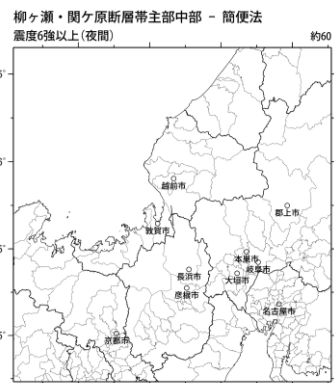 柳ヶ瀬・関ケ原断層帯主部中部 － 簡便法
震度6強以上（夜間） 約60
越前市
郡上市
敦賀市
本巣市
岐阜市
長浜市
大垣市
彦根市
名古屋市
京都市